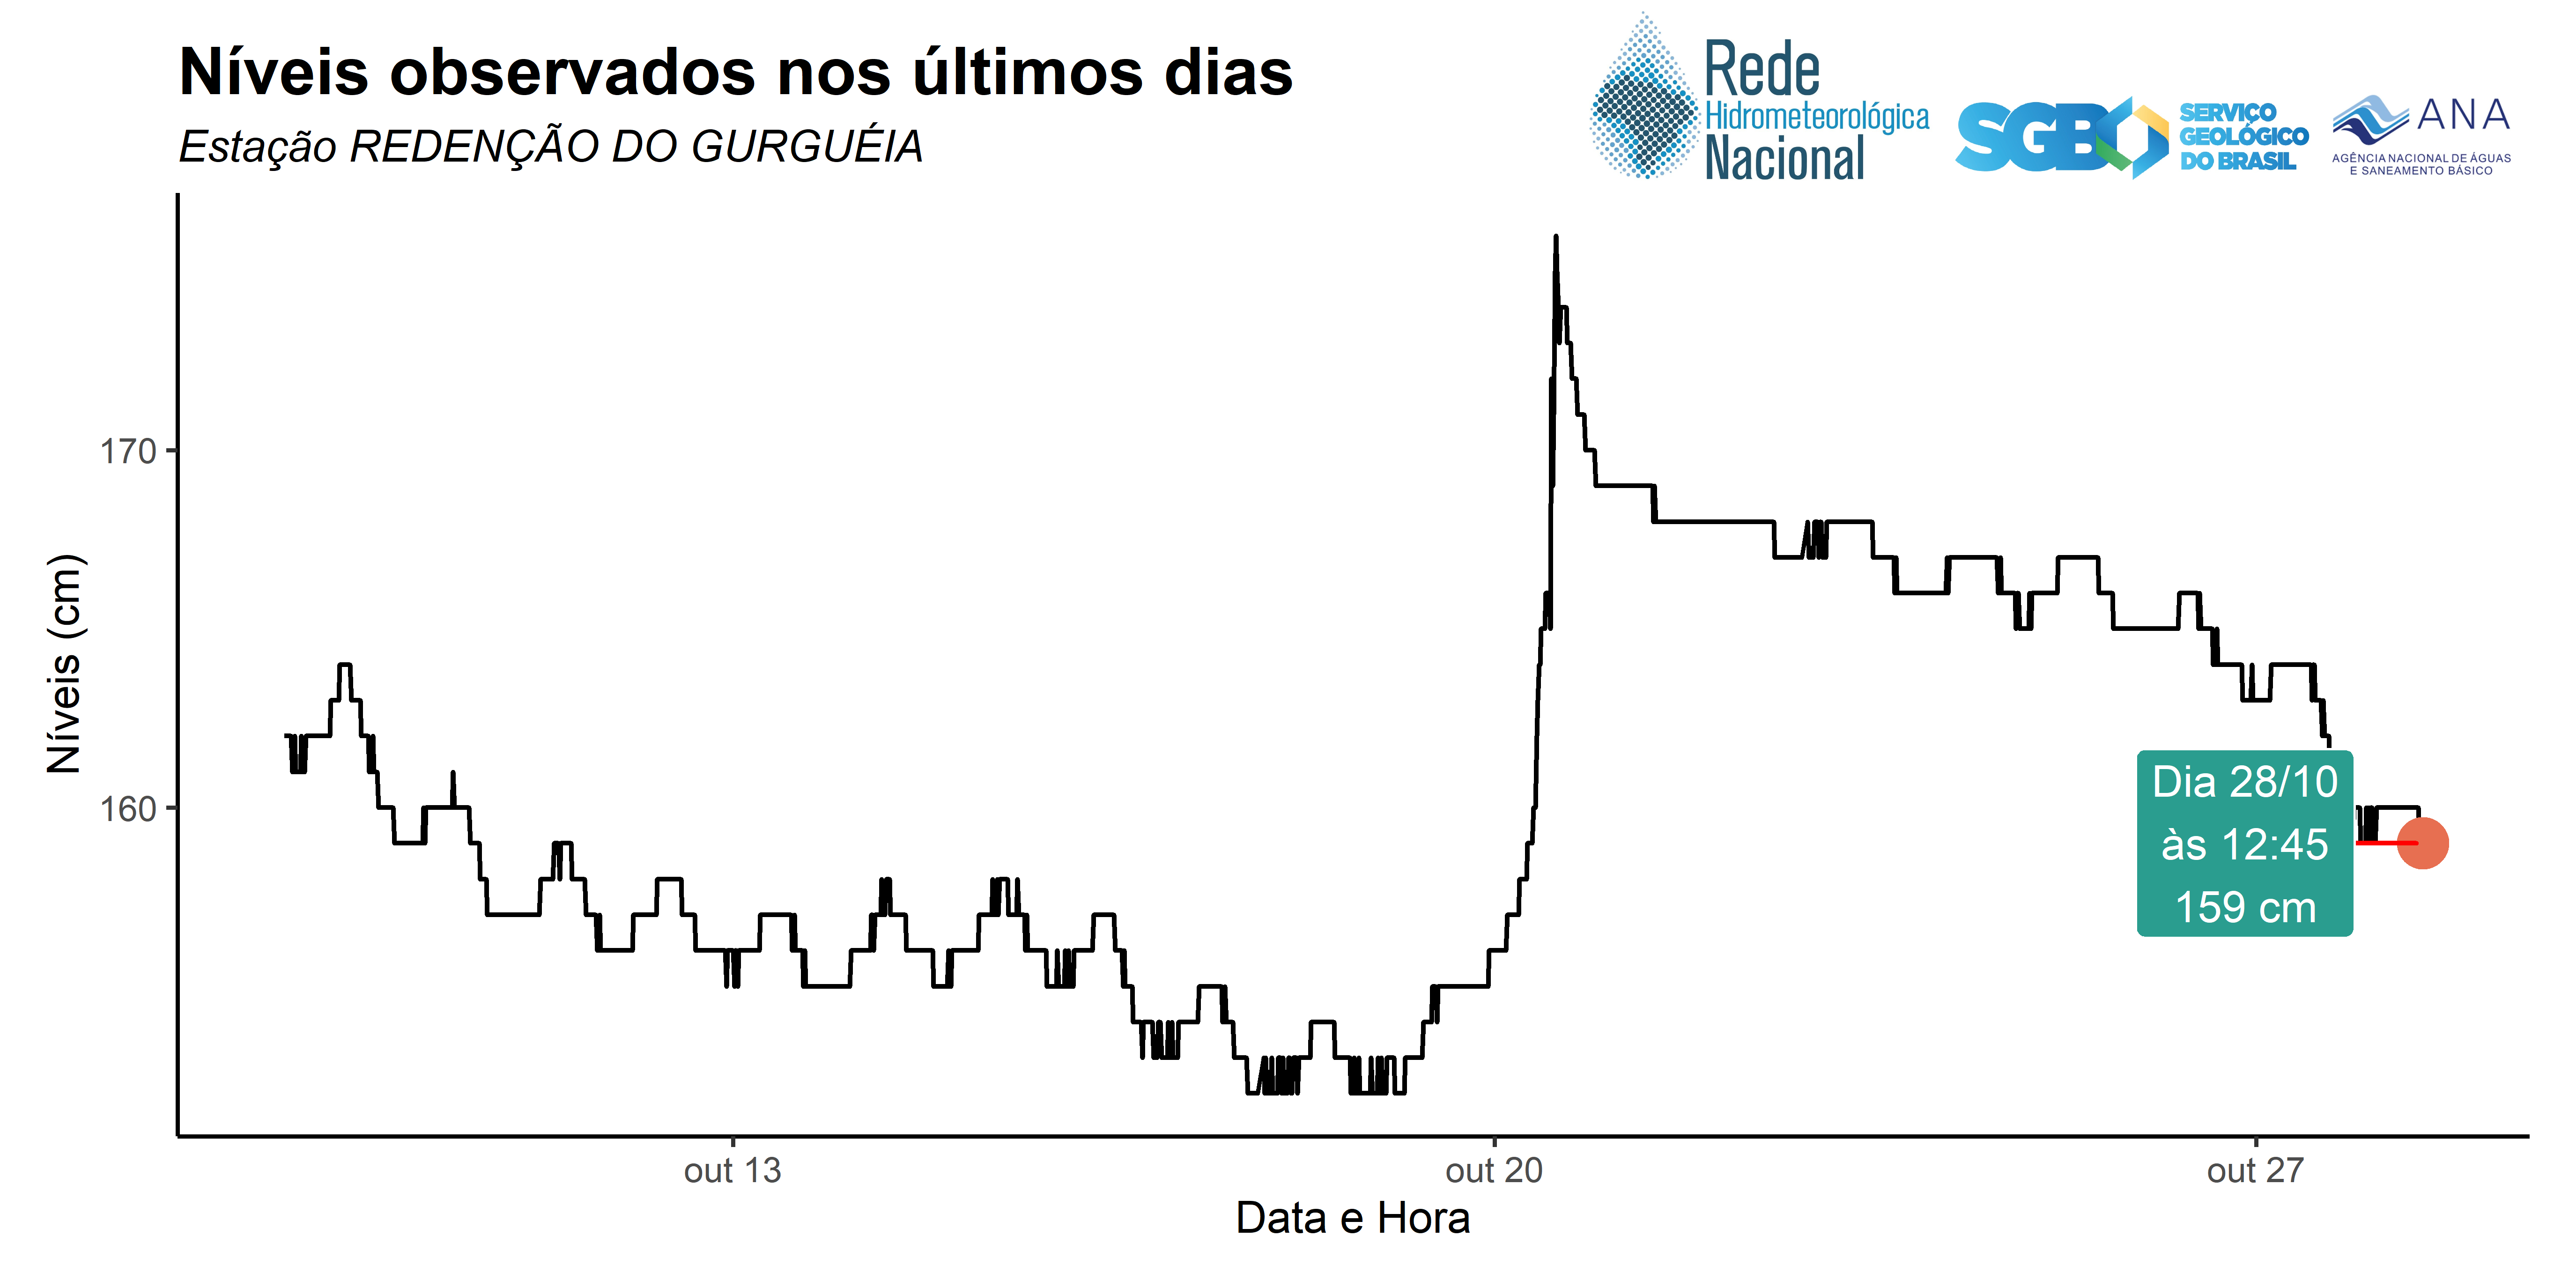 Níveis observados nos últimos dias
Estação REDENÇÃO DO GURGUÉIA
Rede
Hidrometeorológica
Nacional
SGB
SERVIÇO
GEOLÓGICO
DO BRASIL
ANA
AGÊNCIA NACIONAL DE ÁGUAS
E SANEAMENTO BÁSICO
Níveis (cm)
170
160
Dia 28/10
às 12:45
159 cm
out 13
out 20
out 27
Data e Hora